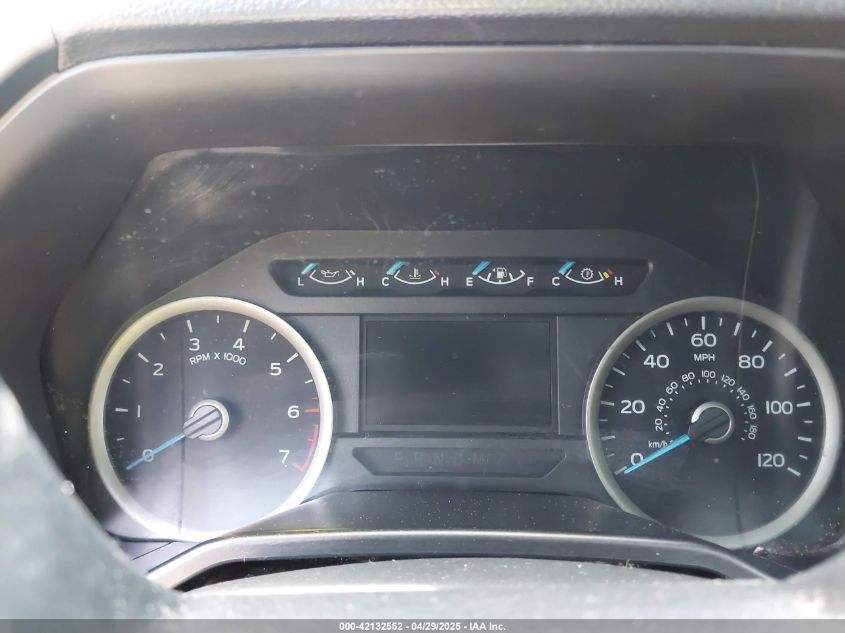 L H C H E F C H
RPM X 1000
0 1 2 3 4 5 6 7
MPH
0 20 40 60 80 100 120
km/h
20 40 60 80 100 120 140 160 180
P R N D M
000-42132552 - 04/29/2025 - IAA Inc.